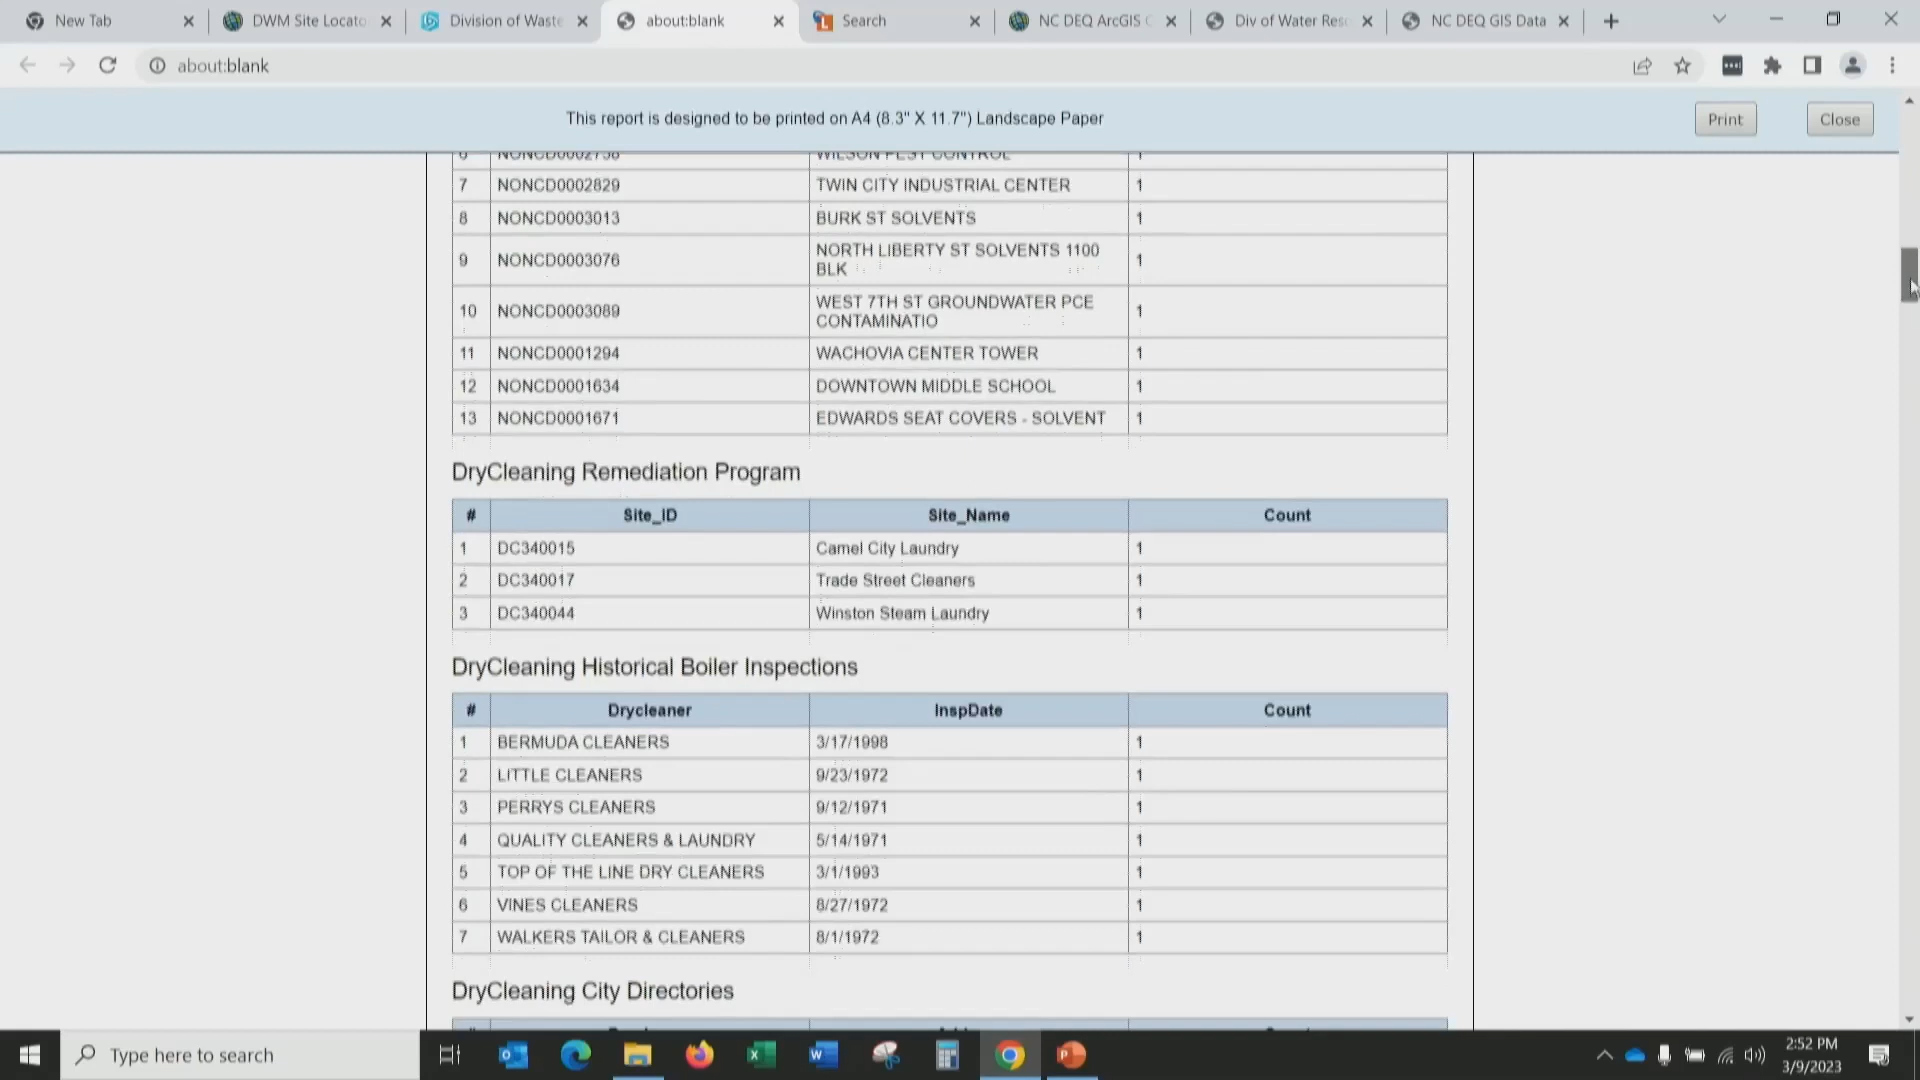 New Tab
DWM Site Locato
Division of Waste
about:blank
Search
NC DEQ ArcGIS
Div of Water Res
NC DEQ GIS Data
about:blank
This report is designed to be printed on A4 (8.3" X 11.7") Landscape Paper
Print
Close
6 NONCD0002738 WILSON PEST CONTROL 1
7 NONCD0002829 TWIN CITY INDUSTRIAL CENTER 1
8 NONCD0003013 BURK ST SOLVENTS 1
9 NONCD0003076 NORTH LIBERTY ST SOLVENTS 1100 1
BLK
10 NONCD0003089 WEST 7TH ST GROUNDWATER PCE 1
CONTAMINATIO
11 NONCD0001294 WACHOVIA CENTER TOWER 1
12 NONCD0001634 DOWNTOWN MIDDLE SCHOOL 1
13 NONCD0001671 EDWARDS SEAT COVERS - SOLVENT 1
DryCleaning Remediation Program
# Site_ID Site_Name Count
1 DC340015 Camel City Laundry 1
2 DC340017 Trade Street Cleaners 1
3 DC340044 Winston Steam Laundry 1
DryCleaning Historical Boiler Inspections
# Drycleaner InspDate Count
1 BERMUDA CLEANERS 3/17/1998 1
2 LITTLE CLEANERS 9/23/1972 1
3 PERRYS CLEANERS 9/12/1971 1
4 QUALITY CLEANERS & LAUNDRY 5/14/1971 1
5 TOP OF THE LINE DRY CLEANERS 3/1/1993 1
6 VINES CLEANERS 8/27/1972 1
7 WALKERS TAILOR & CLEANERS 8/1/1972 1
DryCleaning City Directories
Type here to search
2:52 PM
3/9/2023